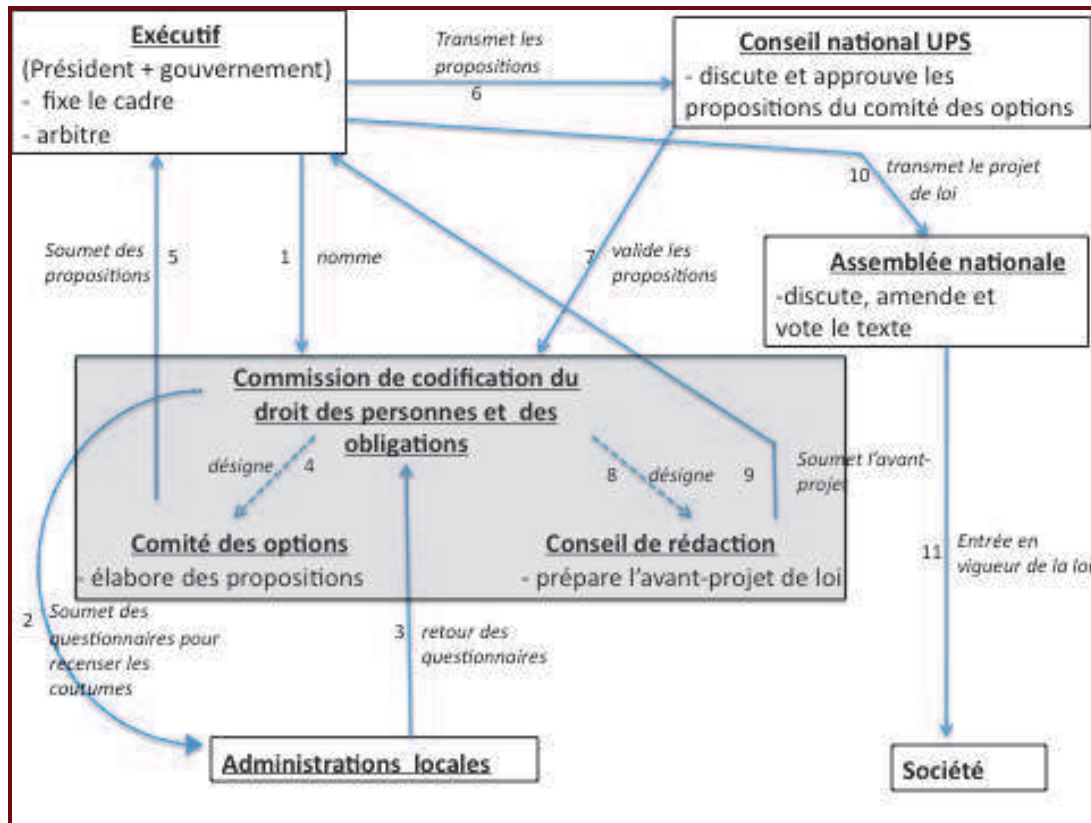 Exécutif
(Président + gouvernement)
- fixe le cadre
- arbitre
Transmet les
propositions
6
Conseil national UPS
- discute et approuve les
propositions du comité des options
10
transmet le projet
de loi
Soumet des
propositions
5
1
nomme
7
valide les
propositions
Assemblée nationale
-discute, amende et
vote le texte
Commission de codification du
droit des personnes et des
obligations
désigne
4
8
désigne
9
Soumet l'avant-
projet
Comité des options
- élabore des propositions
Conseil de rédaction
- prépare l'avant-projet de loi
11
Entrée en
vigueur de la loi
2
Soumet des
questionnaires pour
recenser les
coutumes
3
retour des
questionnaires
Administrations locales
Société